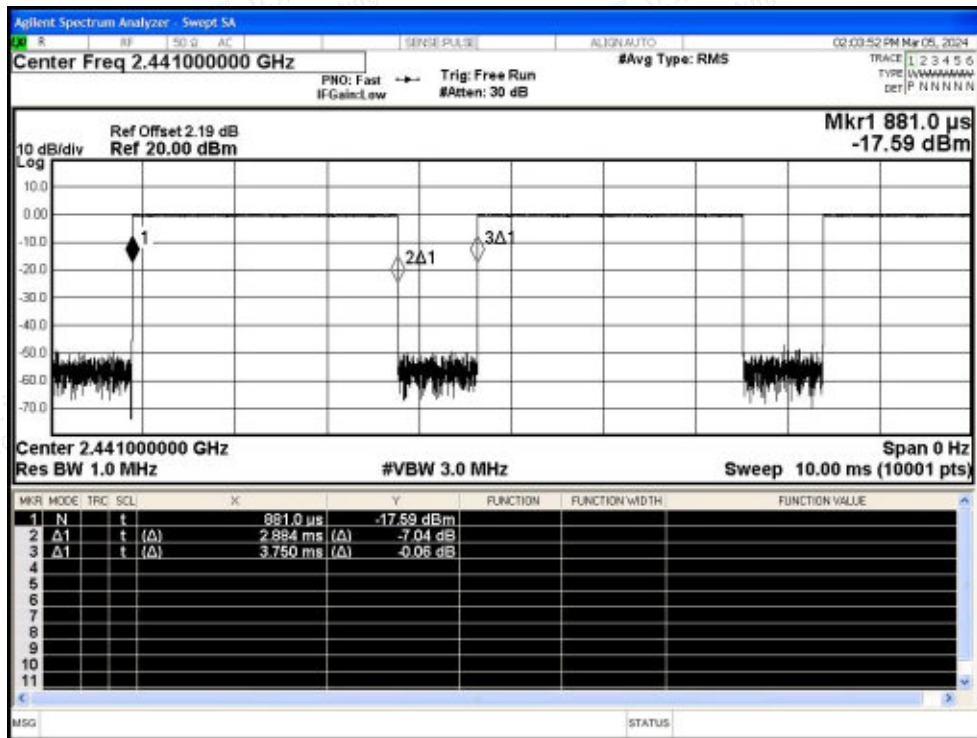 Agilent Spectrum Analyzer - Swept SA
R RF 50 Ω AC SENSE:PULSE ALIGNAUTO 02:03:52 PM Mar 05, 2024
Center Freq 2.441000000 GHz #Avg Type: RMS TRACE 1 2 3 4 5 6
PNO: Fast Trig: Free Run TYPE
IFGain:Low #Atten: 30 dB DET P N N N N N
Mkr1 881.0 µs
-17.59 dBm
Ref Offset 2.19 dB
10 dB/div Ref 20.00 dBm
Log
10.0
0.00
-10.0
-20.0
-30.0
-40.0
-50.0
-60.0
-70.0
1
2Δ1
3Δ1
Center 2.441000000 GHz Span 0 Hz
Res BW 1.0 MHz #VBW 3.0 MHz Sweep 10.00 ms (10001 pts)
MKR MODE TRC SCL X Y FUNCTION FUNCTION WIDTH FUNCTION VALUE
1 N t 881.0 µs -17.59 dBm
2 Δ1 t (Δ) 2.884 ms (Δ) -7.04 dB
3 Δ1 t (Δ) 3.750 ms (Δ) -0.06 dB
4
5
6
7
8
9
10
11
MSG STATUS